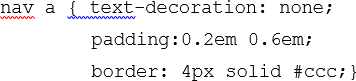 nav a { text-decoration: none;
padding:0.2em 0.6em;
border: 4px solid #ccc;}